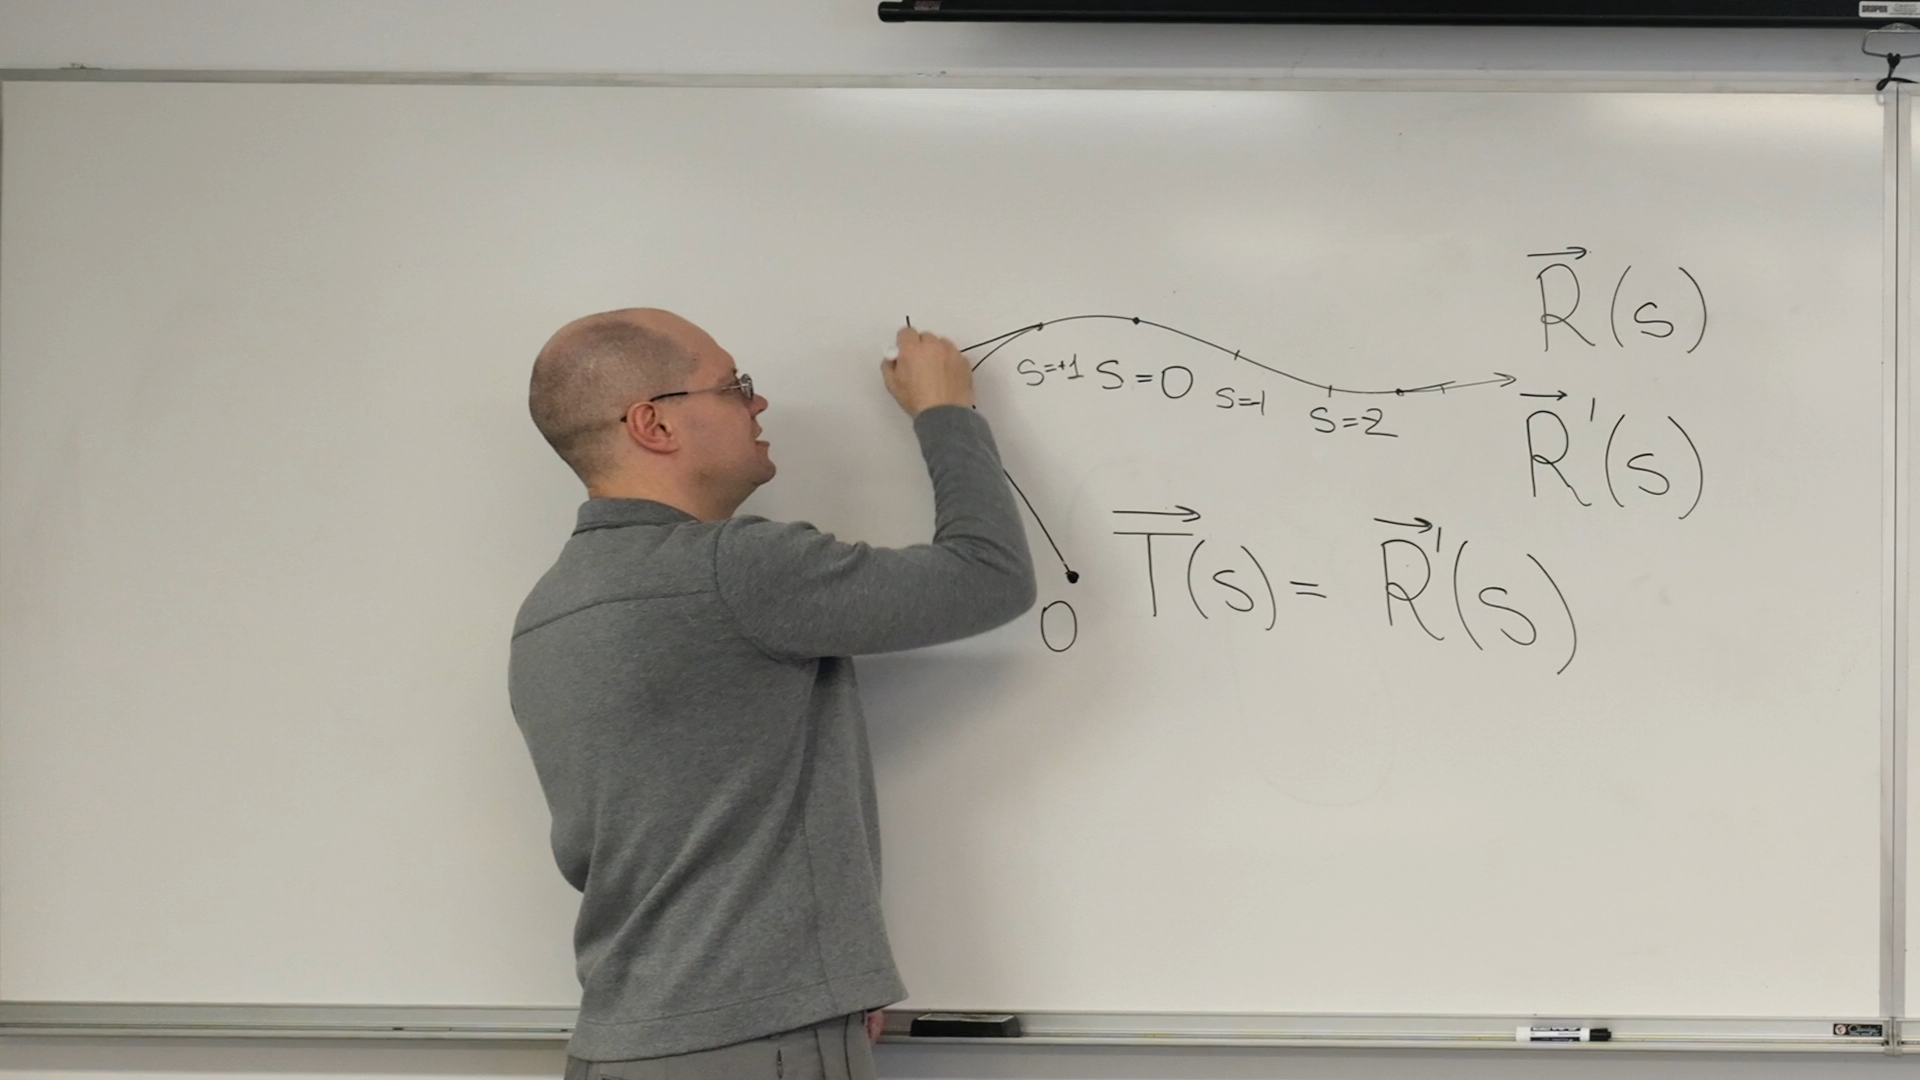 R⃗(s)
s=+1 s=0 s=1 s=2
R⃗'(s)
T⃗(s) = R⃗'(s)
O